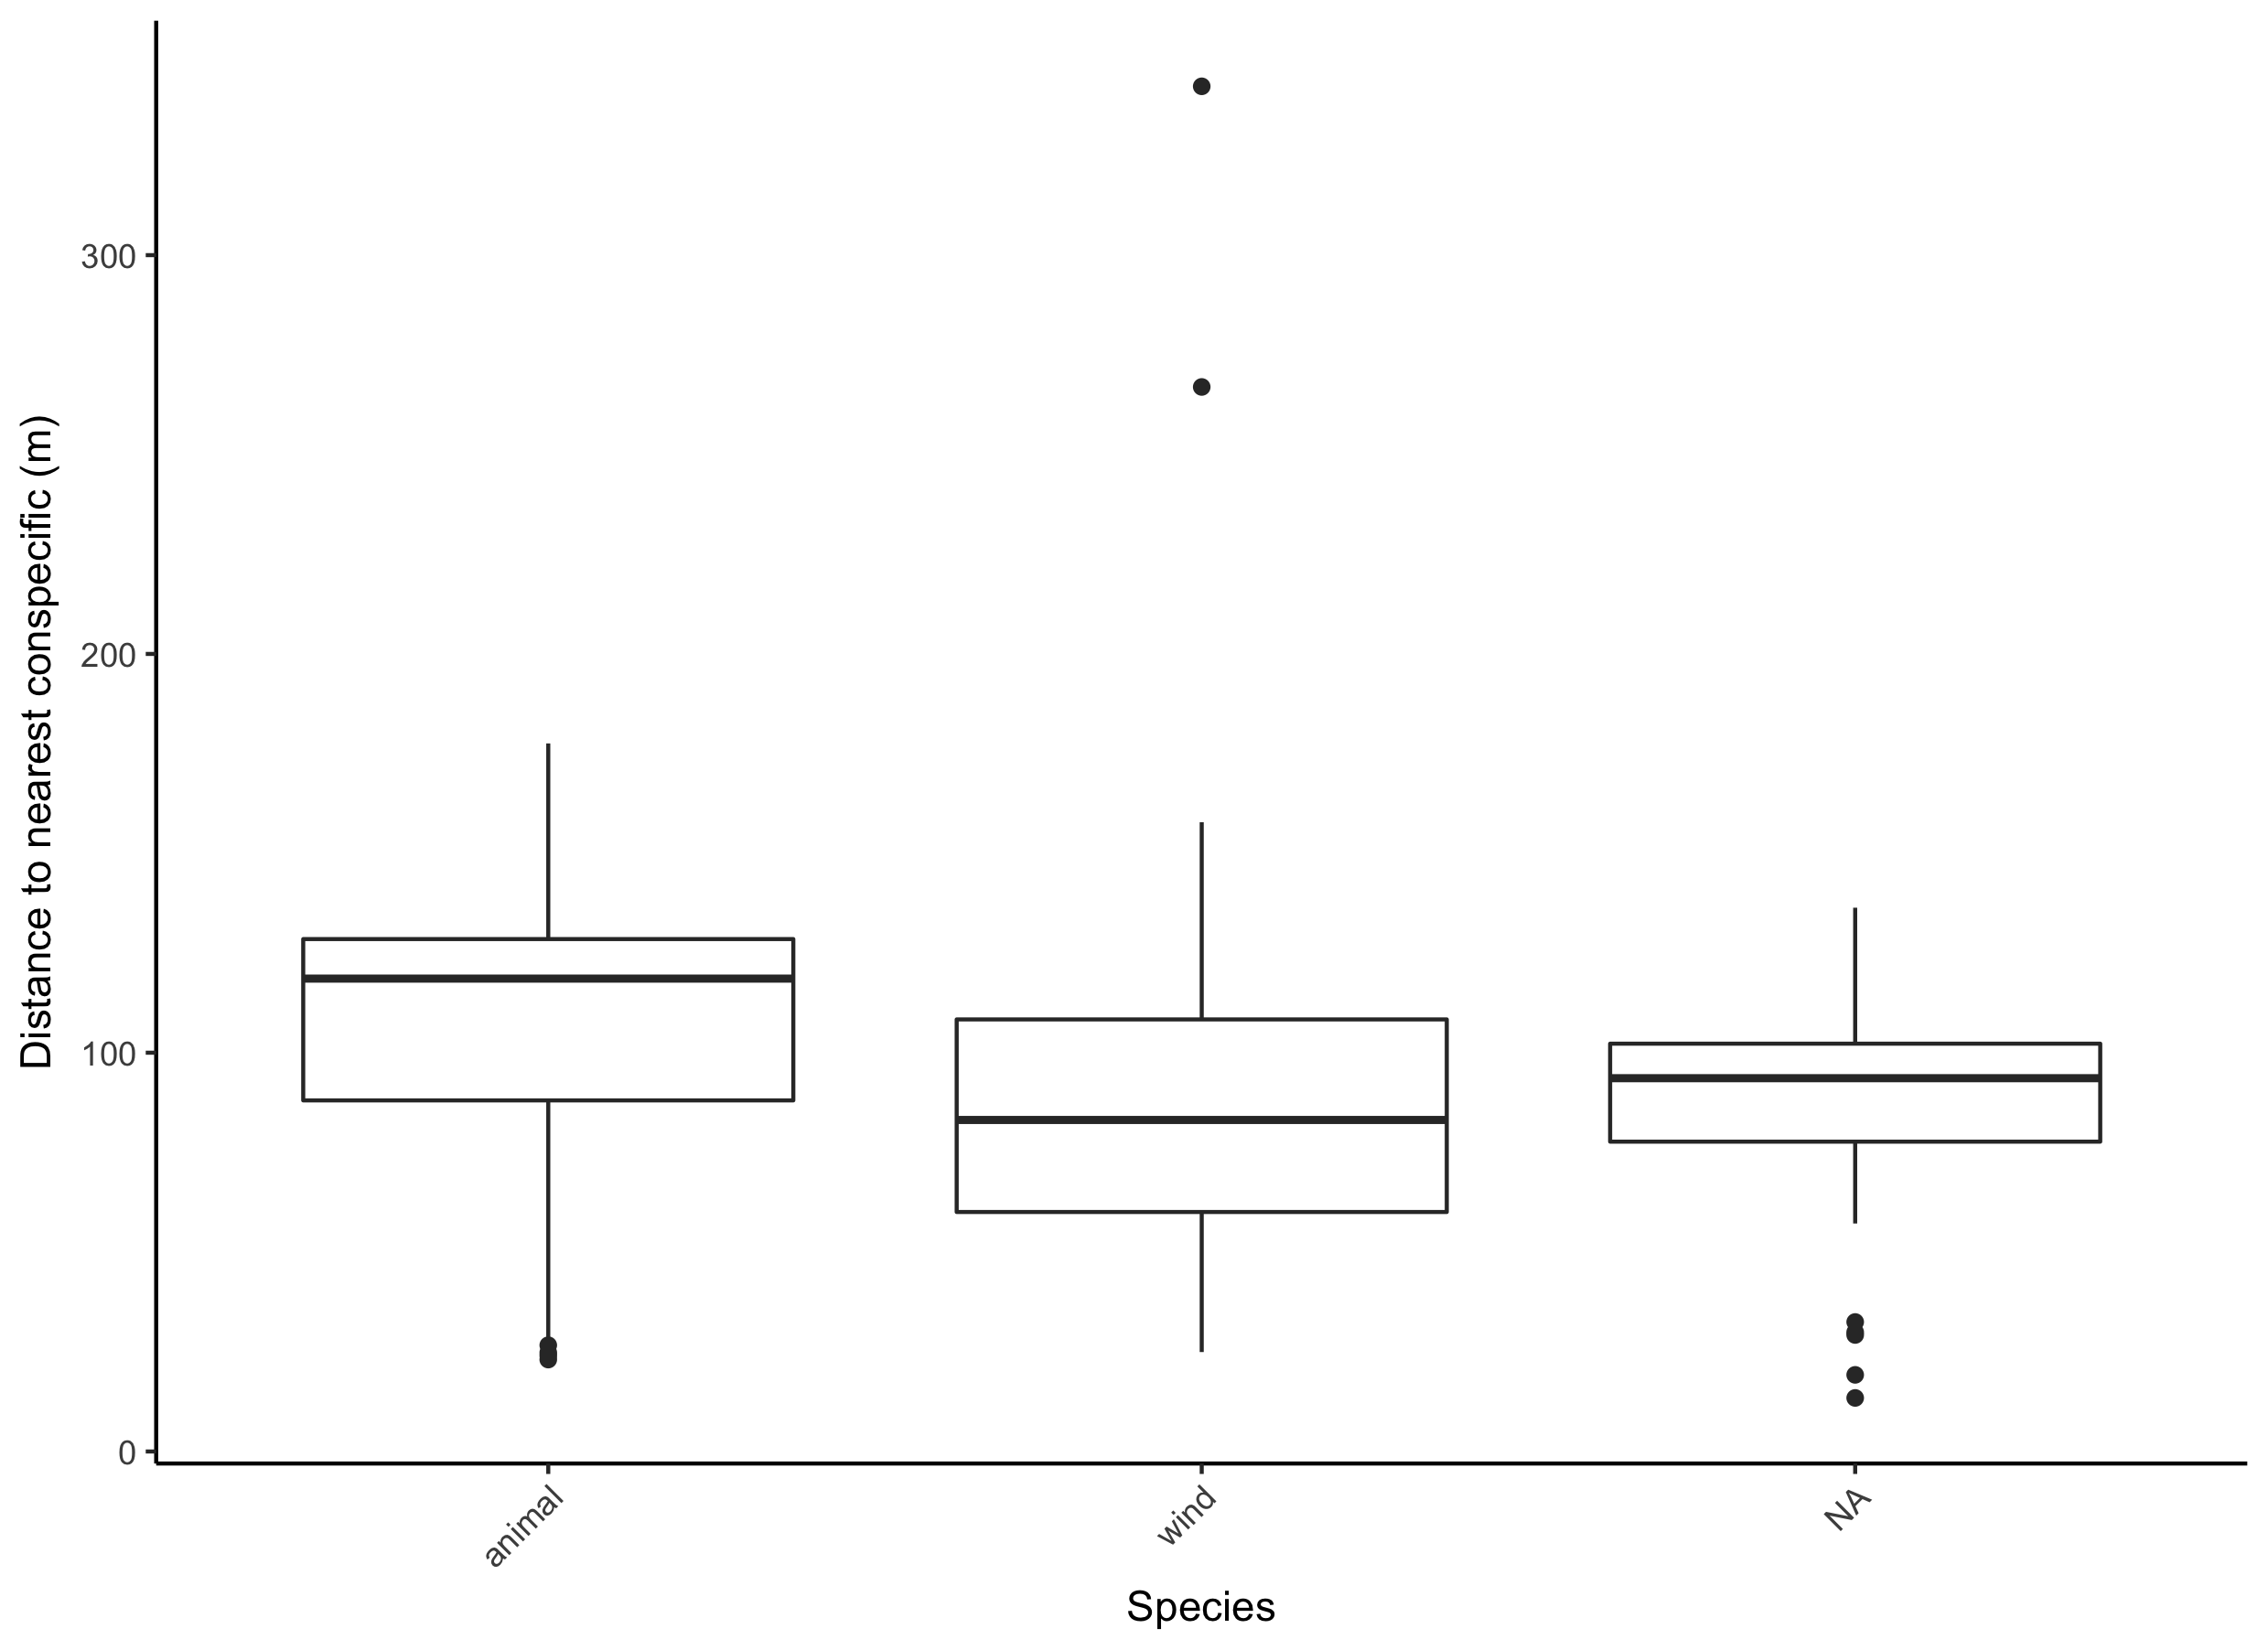 Distance to nearest conspecific (m)
300
200
100
0
animal
wind
NA
Species